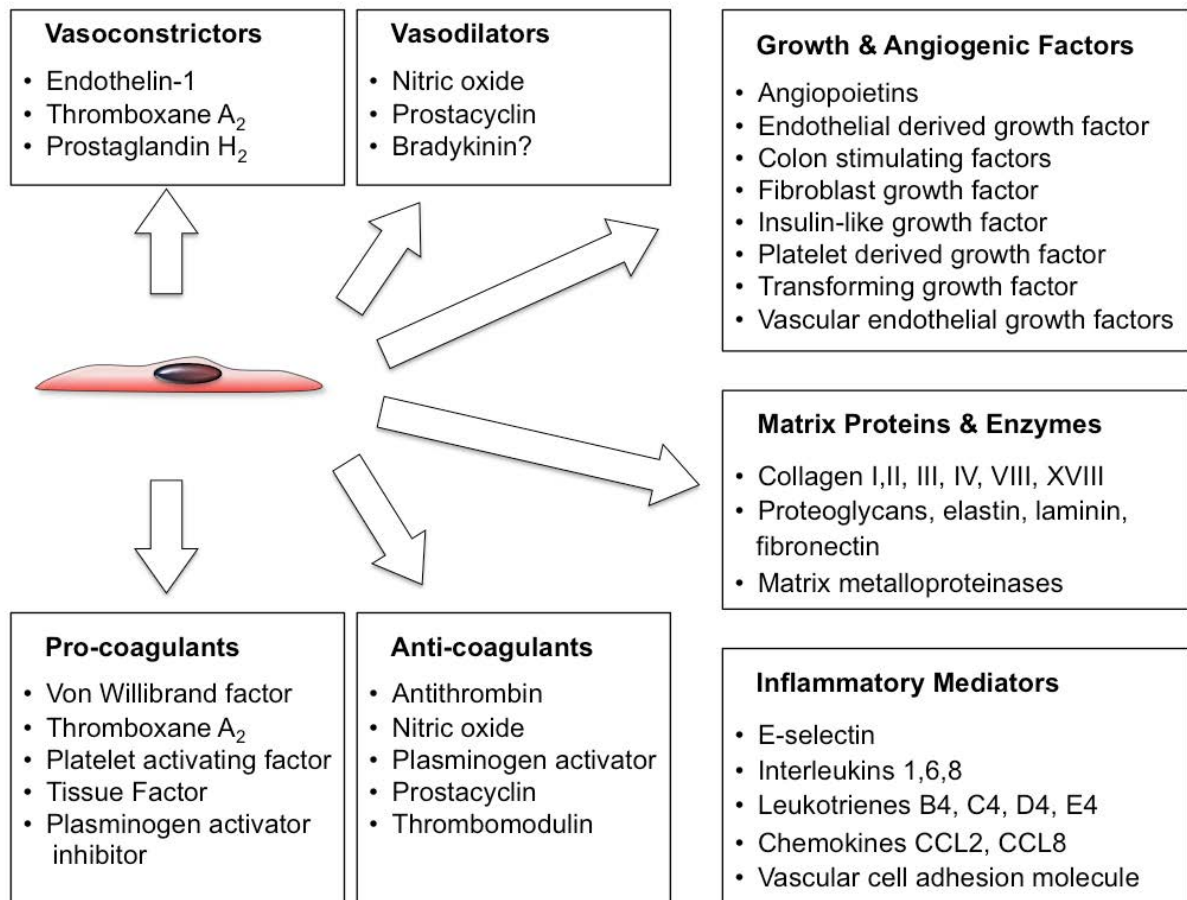 Vasoconstrictors
• Endothelin-1
• Thromboxane A₂
• Prostaglandin H₂
Vasodilators
• Nitric oxide
• Prostacyclin
• Bradykinin?
Growth & Angiogenic Factors
• Angiopoietins
• Endothelial derived growth factor
• Colon stimulating factors
• Fibroblast growth factor
• Insulin-like growth factor
• Platelet derived growth factor
• Transforming growth factor
• Vascular endothelial growth factors
Matrix Proteins & Enzymes
• Collagen I,II, III, IV, VIII, XVIII
• Proteoglycans, elastin, laminin,
fibronectin
• Matrix metalloproteinases
Pro-coagulants
• Von Willibrand factor
• Thromboxane A₂
• Platelet activating factor
• Tissue Factor
• Plasminogen activator
inhibitor
Anti-coagulants
• Antithrombin
• Nitric oxide
• Plasminogen activator
• Prostacyclin
• Thrombomodulin
Inflammatory Mediators
• E-selectin
• Interleukins 1,6,8
• Leukotrienes B4, C4, D4, E4
• Chemokines CCL2, CCL8
• Vascular cell adhesion molecule